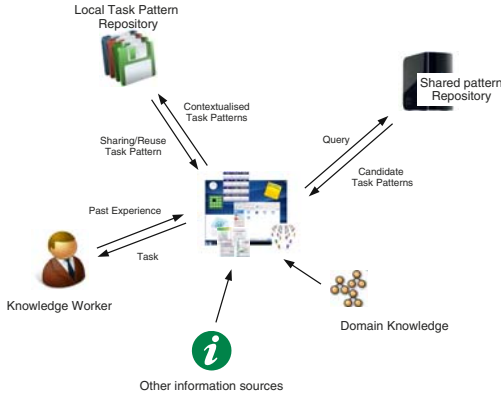 Local Task Pattern
Repository
Contextualised
Task Patterns
Sharing/Reuse
Task Pattern
Shared pattern
Repository
Query
Candidate
Task Patterns
Past Experience
Task
Knowledge Worker
Domain Knowledge
i
Other information sources